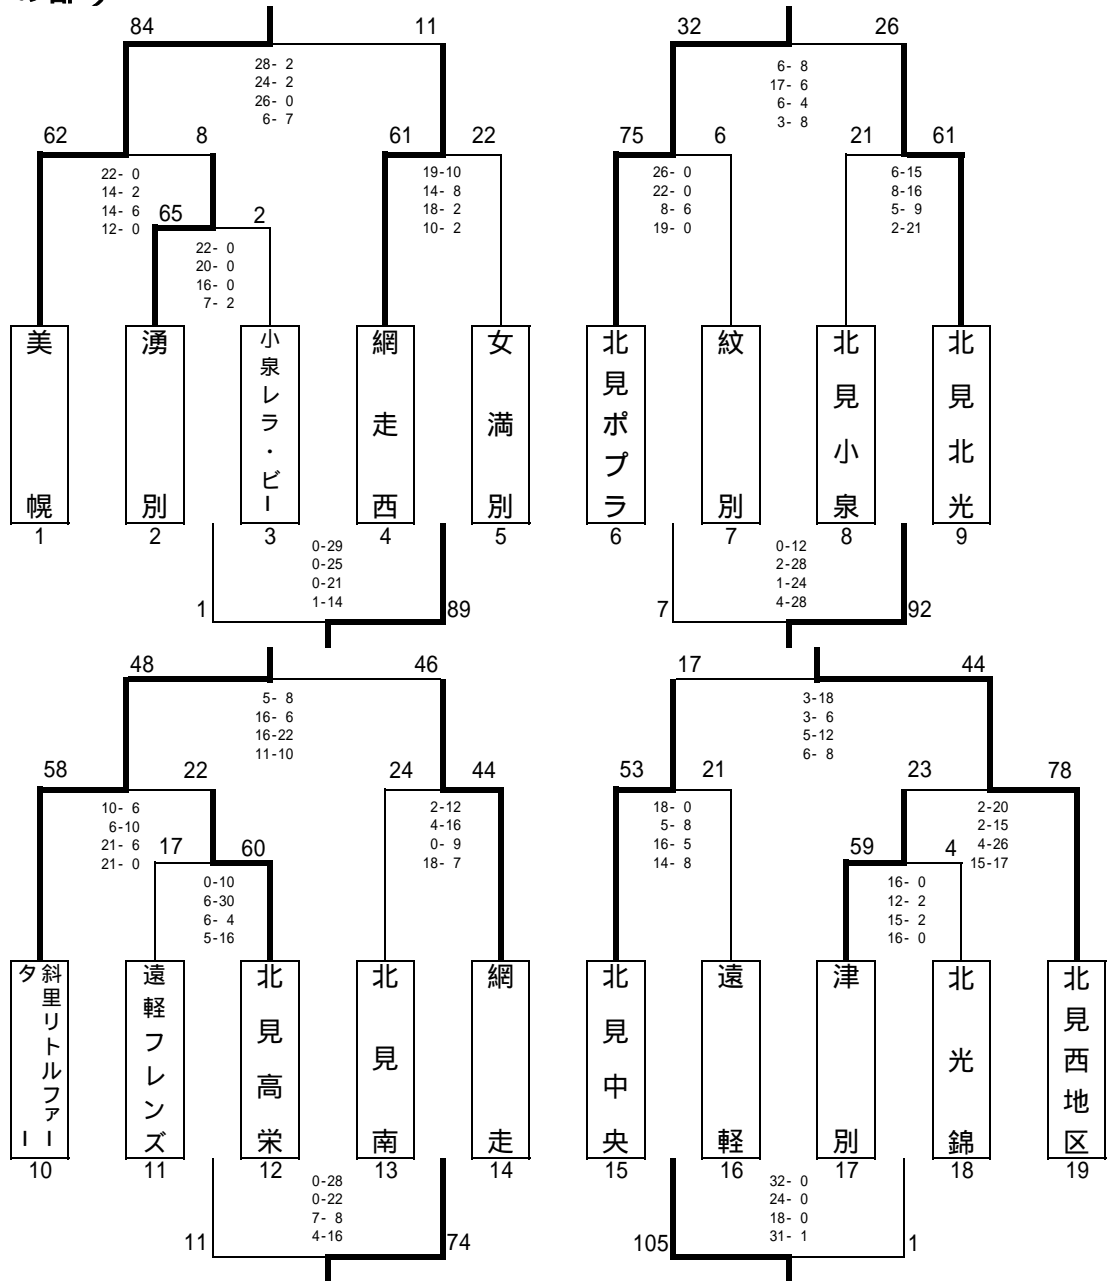 84 11 32 26
28- 2
24- 2
26- 0
6- 7
6- 8
17- 6
6- 4
3- 8
62 8 61 22 75 6 21 61
22- 0
14- 2
14- 6
12- 0
19-10
14- 8
18- 2
10- 2
26- 0
22- 0
8- 6
19- 0
6-15
8-16
5- 9
2-21
65 2
22- 0
20- 0
16- 0
7- 2
美幌
湧別
小泉レラ・ビー
網走西
女満別
北見ポプラ
紋別
北見小泉
北見北光
1 2 3 4 5 6 7 8 9
0-29
0-25
0-21
1-14
0-12
2-28
1-24
4-28
1 89 7 92
48 46 17 44
5- 8
16- 6
16-22
11-10
3-18
3- 6
5-12
6- 8
58 22 24 44 53 21 23 78
10- 6
6-10
21- 6
21- 0
2-12
4-16
0- 9
18- 7
18- 0
5- 8
16- 5
14- 8
2-20
2-15
4-26
15-17
17 60 59 4
0-10
6-30
6- 4
5-16
16- 0
12- 2
15- 2
16- 0
斜里リトルファー
ター
遠軽フレンズ
北見高栄
北見南
網走
北見中央
遠軽
津別
北光錦
北見西地区
10 11 12 13 14 15 16 17 18 19
0-28
0-22
7- 8
4-16
32- 0
24- 0
18- 0
31- 1
11 74 105 1